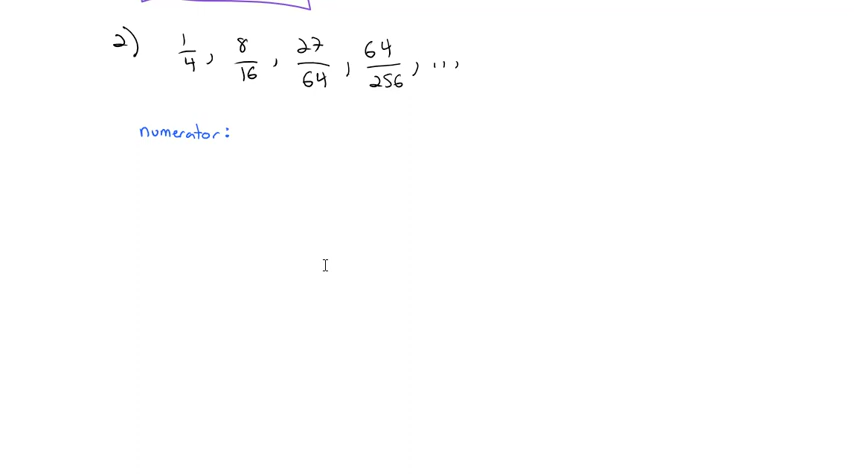 2) 1/4, 8/16, 27/64, 64/256, ...,
numerator: